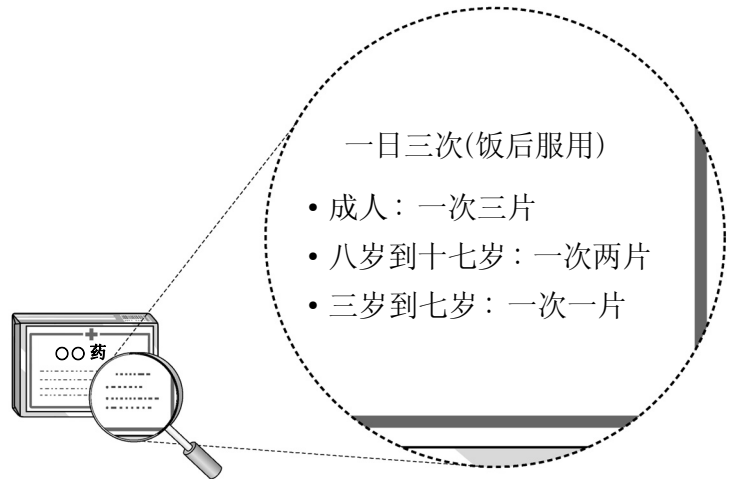 一日三次(饭后服用)
• 成人：一次三片
• 八岁到十七岁：一次两片
• 三岁到七岁：一次一片
○○药